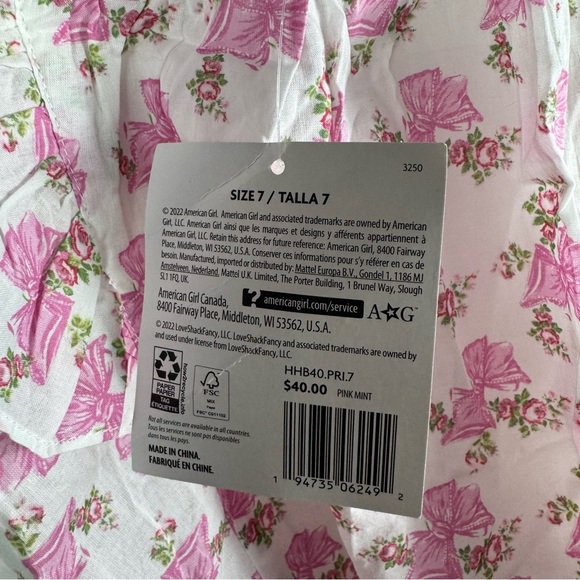 3250
SIZE 7 / TALLA 7
© 2022 American Girl. American Girl and associated trademarks are owned by American
Girl, LLC. American Girl ainsi que les marques et designs y afférents appartiennent à
American Girl, LLC. Retain this address for future reference: American Girl, 8400 Fairway
Place, Middleton, WI 53562, U.S.A. Conserver ces informations pour s'y référer en cas de
besoin. Manufactured, imported or distributed by: Mattel Europa B.V., Gondel 1, 1186 MJ
Amstelveen, Nederland, Mattel U.K. Limited, The Porter Building, 1 Brunel Way, Slough
SL1 1FQ, UK.
American Girl Canada,
8400 Fairway Place, Middleton, WI 53562, U.S.A.
? americangirl.com/service
A☆G™
© 2022 LoveShackFancy, LLC. LoveShackFancy and associated trademarks are owned by
and used under license from LoveShackFancy, LLC.
PAPER
PAPIER
TAG
ETIQUETTE
how2recycle.info
FSC
MIX
Paper
Not all services are available in all countries.
Tous les services ne sont pas disponibles
dans tous les pays.
MADE IN CHINA.
FABRIQUÉ EN CHINE.
HHB40.PRI.7
$40.00 PINK MINT
1 94735 06249 2